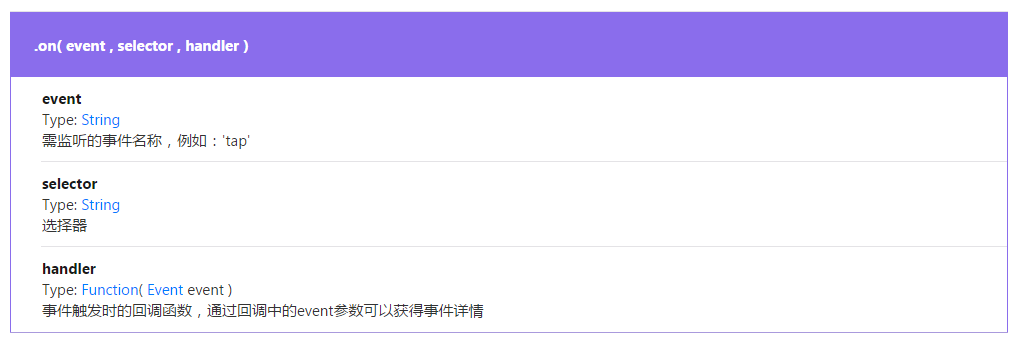 .on( event , selector , handler )
event
Type: String
需监听的事件名称，例如：'tap'
selector
Type: String
选择器
handler
Type: Function( Event event )
事件触发时的回调函数，通过回调中的event参数可以获得事件详情